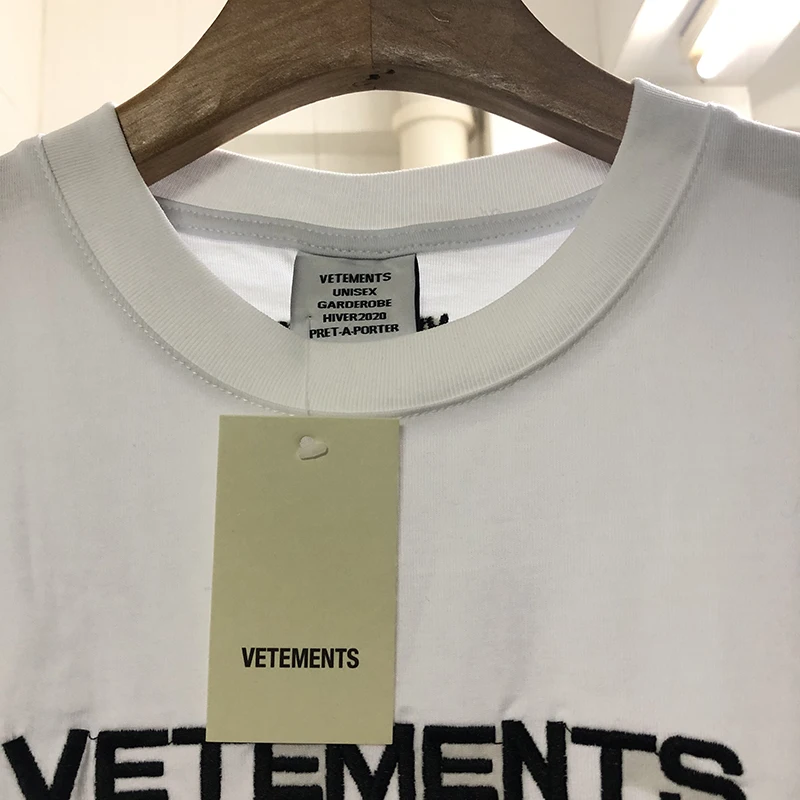 VETEMENTS
UNISEX
GARDEROBE
HIVER2020
PRET-A-PORTER
VETEMENTS
VETEMENTS